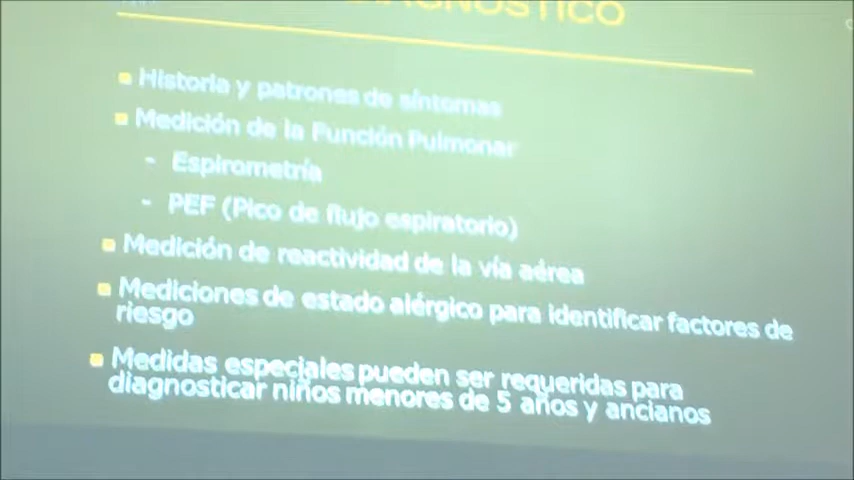 DIAGNÓSTICO
Historia y patrones de síntomas
Medición de la Función Pulmonar
- Espirometría
- PEF (Pico de flujo espiratorio)
Medición de reactividad de la vía aérea
Mediciones de estado alérgico para identificar factores de
riesgo
Medidas especiales pueden ser requeridas para
diagnosticar niños menores de 5 años y ancianos